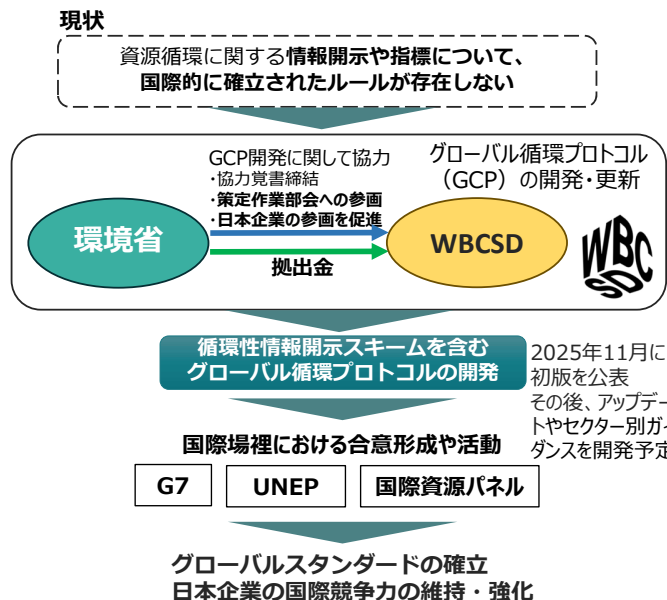 現状
資源循環に関する情報開示や指標について、
国際的に確立されたルールが存在しない
GCP開発に関して協力
・協力覚書締結
・策定作業部会への参画
・日本企業の参画を促進
グローバル循環プロトコル
（GCP）の開発・更新
環境省
拠出金
WBCSD
WBC
SD
循環性情報開示スキームを含む
グローバル循環プロトコルの開発
2025年11月に
初版を公表
その後、アップデー
トやセクター別ガイ
ダンスを開発予定
国際場裡における合意形成や活動
G7
UNEP
国際資源パネル
グローバルスタンダードの確立
日本企業の国際競争力の維持・強化